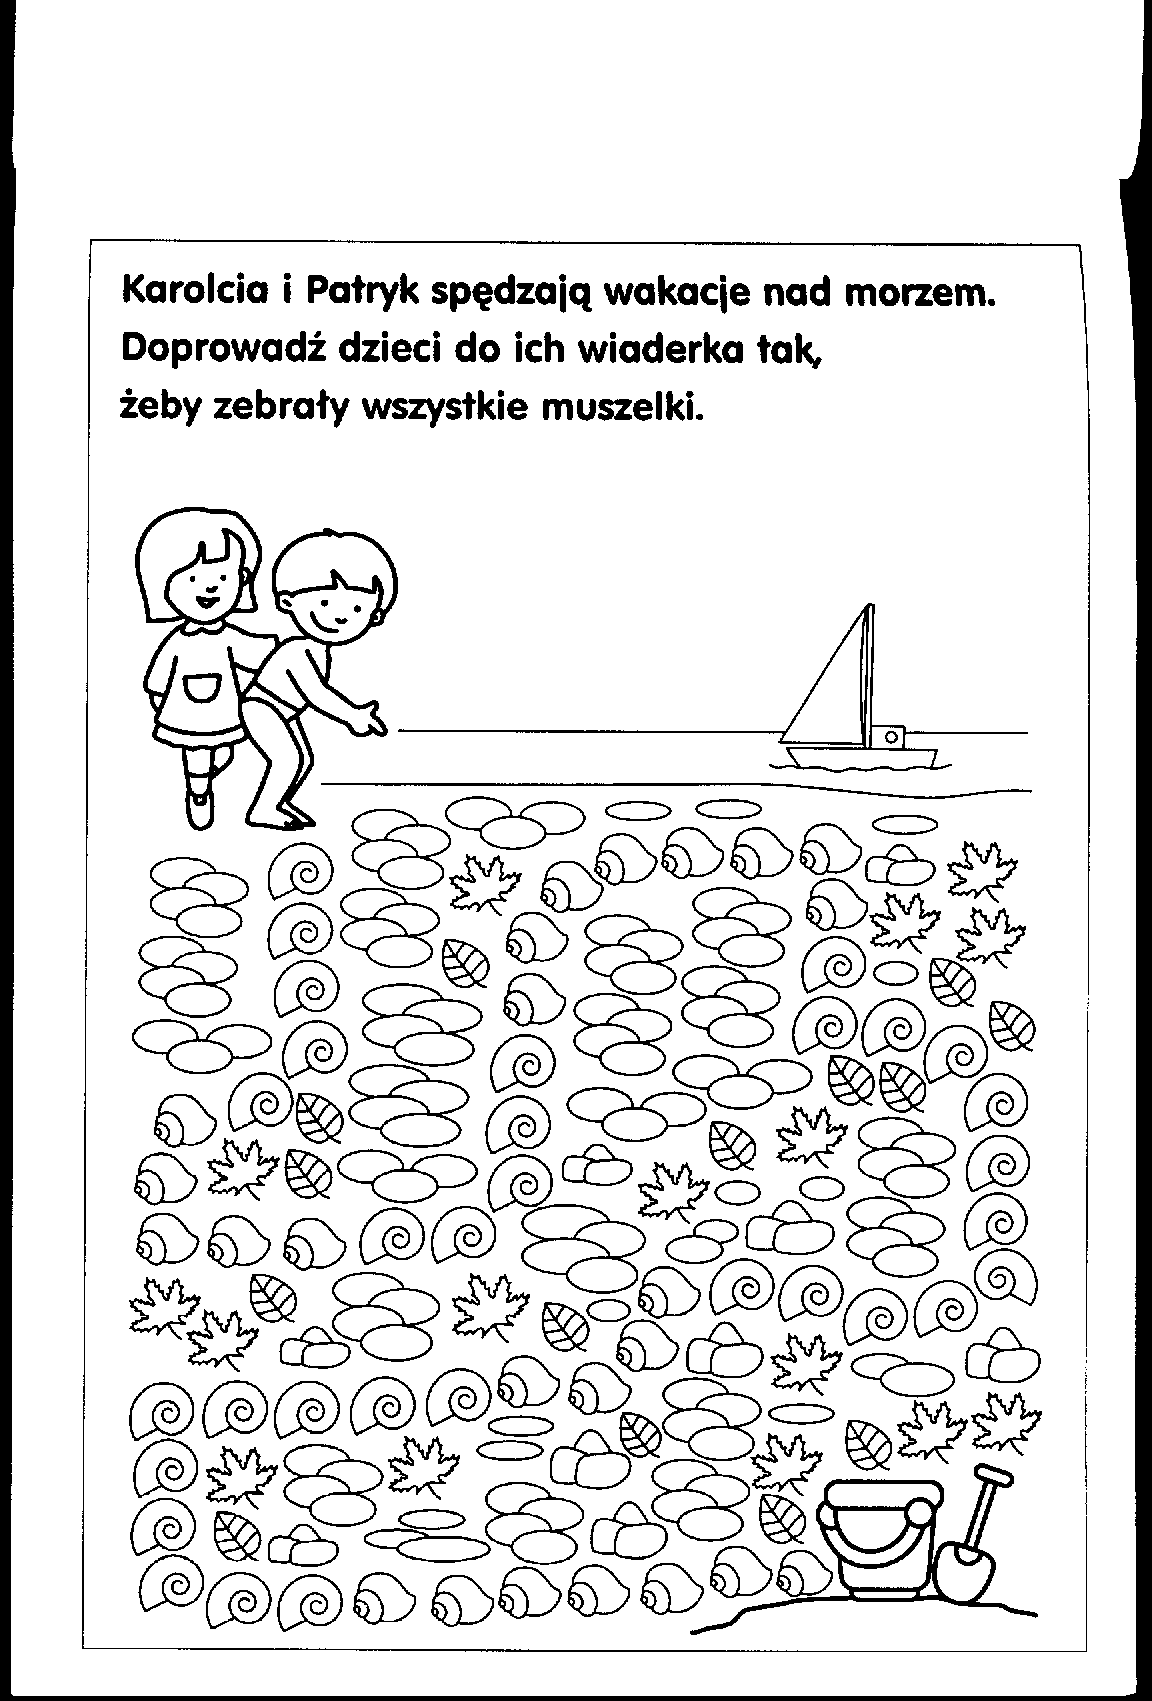 Karolcia i Patryk spędzają wakacje nad morzem.
Doprowadź dzieci do ich wiaderka tak,
żeby zebrały wszystkie muszelki.